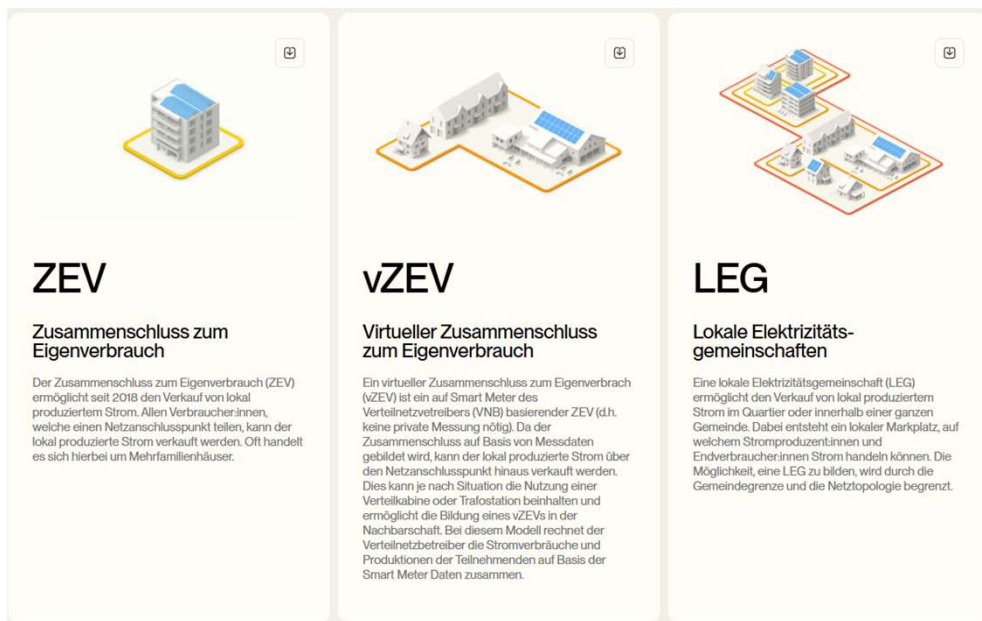 ZEV
Zusammenschluss zum
Eigenverbrauch
Der Zusammenschluss zum Eigenverbrauch (ZEV)
ermöglicht seit 2018 den Verkauf von lokal
produziertem Strom. Allen Verbraucher:innen,
welche einen Netzanschlusspunkt teilen, kann der
lokal produzierte Strom verkauft werden. Oft handelt
es sich hierbei um Mehrfamilienhäuser.
vZEV
Virtueller Zusammenschluss
zum Eigenverbrauch
Ein virtueller Zusammenschluss zum Eigenverbrach
(vZEV) ist ein auf Smart Meter des
Verteilnetzvetreibers (VNB) basierender ZEV (d.h.
keine private Messung nötig). Da der
Zusammenschluss auf Basis von Messdaten
gebildet wird, kann der lokal produzierte Strom über
den Netzanschlusspunkt hinaus verkauft werden.
Dies kann je nach Situation die Nutzung einer
Verteilkabine oder Trafostation beinhalten und
ermöglicht die Bildung eines vZEVs in der
Nachbarschaft. Bei diesem Modell rechnet der
Verteilnetzbetreiber die Stromverbräuche und
Produktionen der Teilnehmenden auf Basis der
Smart Meter Daten zusammen.
LEG
Lokale Elektrizitäts-
gemeinschaften
Eine lokale Elektrizitätsgemeinschaft (LEG)
ermöglicht den Verkauf von lokal produziertem
Strom im Quartier oder innerhalb einer ganzen
Gemeinde. Dabei entsteht ein lokaler Markplatz, auf
welchem Stromproduzent:innen und
Endverbraucher:innen Strom handeln können. Die
Möglichkeit, eine LEG zu bilden, wird durch die
Gemeindegrenze und die Netztopologie begrenzt.